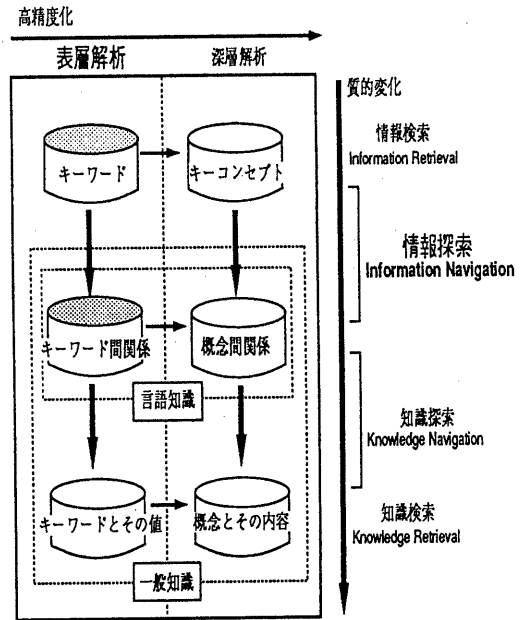 高精度化
表層解析
深層解析
質的変化
キーワード
キーコンセプト
情報検索
Information Retrieval
情報探索
Information Navigation
キーワード間関係
概念間関係
言語知識
知識探索
Knowledge Navigation
キーワードとその値
概念とその内容
知識検索
Knowledge Retrieval
一般知識